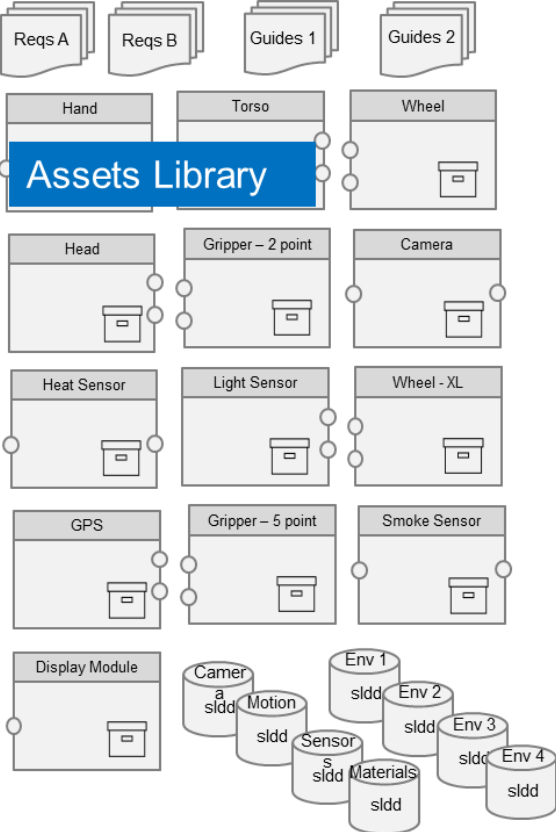 Reqs A
Reqs B
Guides 1
Guides 2
Hand
Torso
Wheel
Assets Library
Head
Gripper – 2 point
Camera
Heat Sensor
Light Sensor
Wheel - XL
GPS
Gripper – 5 point
Smoke Sensor
Display Module
Camer
a
sldd
Motion
sldd
Sensor
s
sldd
Materials
sldd
Env 1
sldd
Env 2
sldd
Env 3
sldd
Env 4
sldd